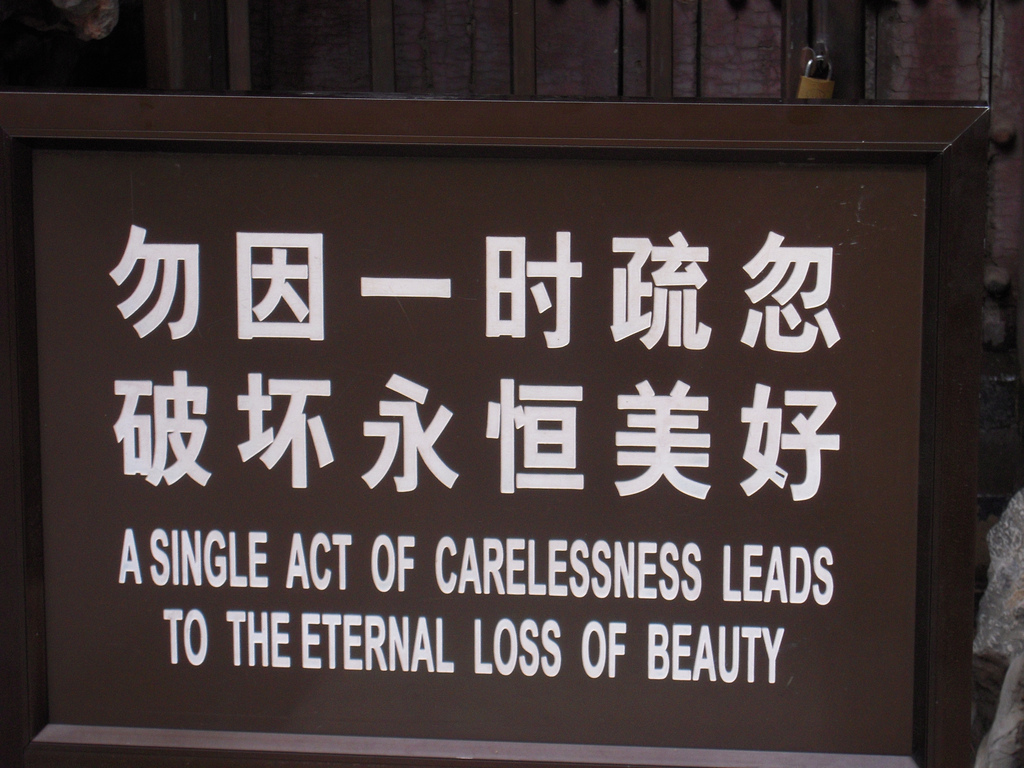 勿因一时疏忽
破坏永恒美好
A SINGLE ACT OF CARELESSNESS LEADS
TO THE ETERNAL LOSS OF BEAUTY